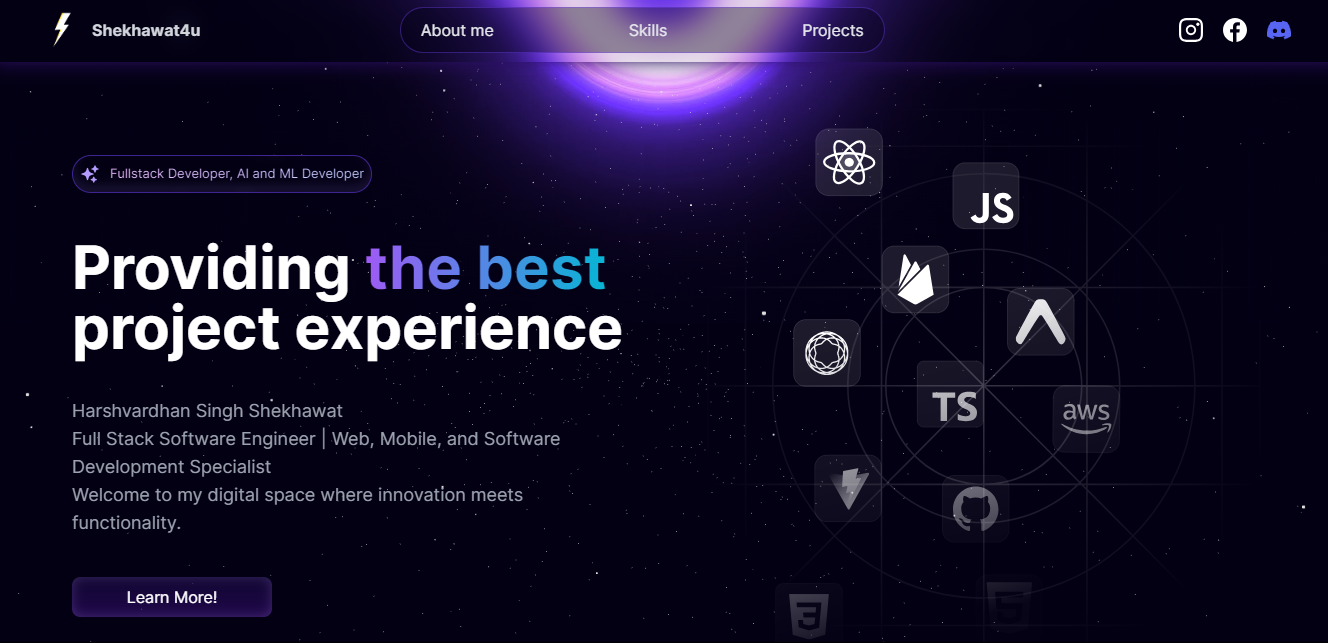 Shekhawat4u
About me
Skills
Projects
Fullstack Developer, AI and ML Developer
Providing the best
project experience
Harshvardhan Singh Shekhawat
Full Stack Software Engineer | Web, Mobile, and Software
Development Specialist
Welcome to my digital space where innovation meets
functionality.
Learn More!
JS
TS
aws
3
5